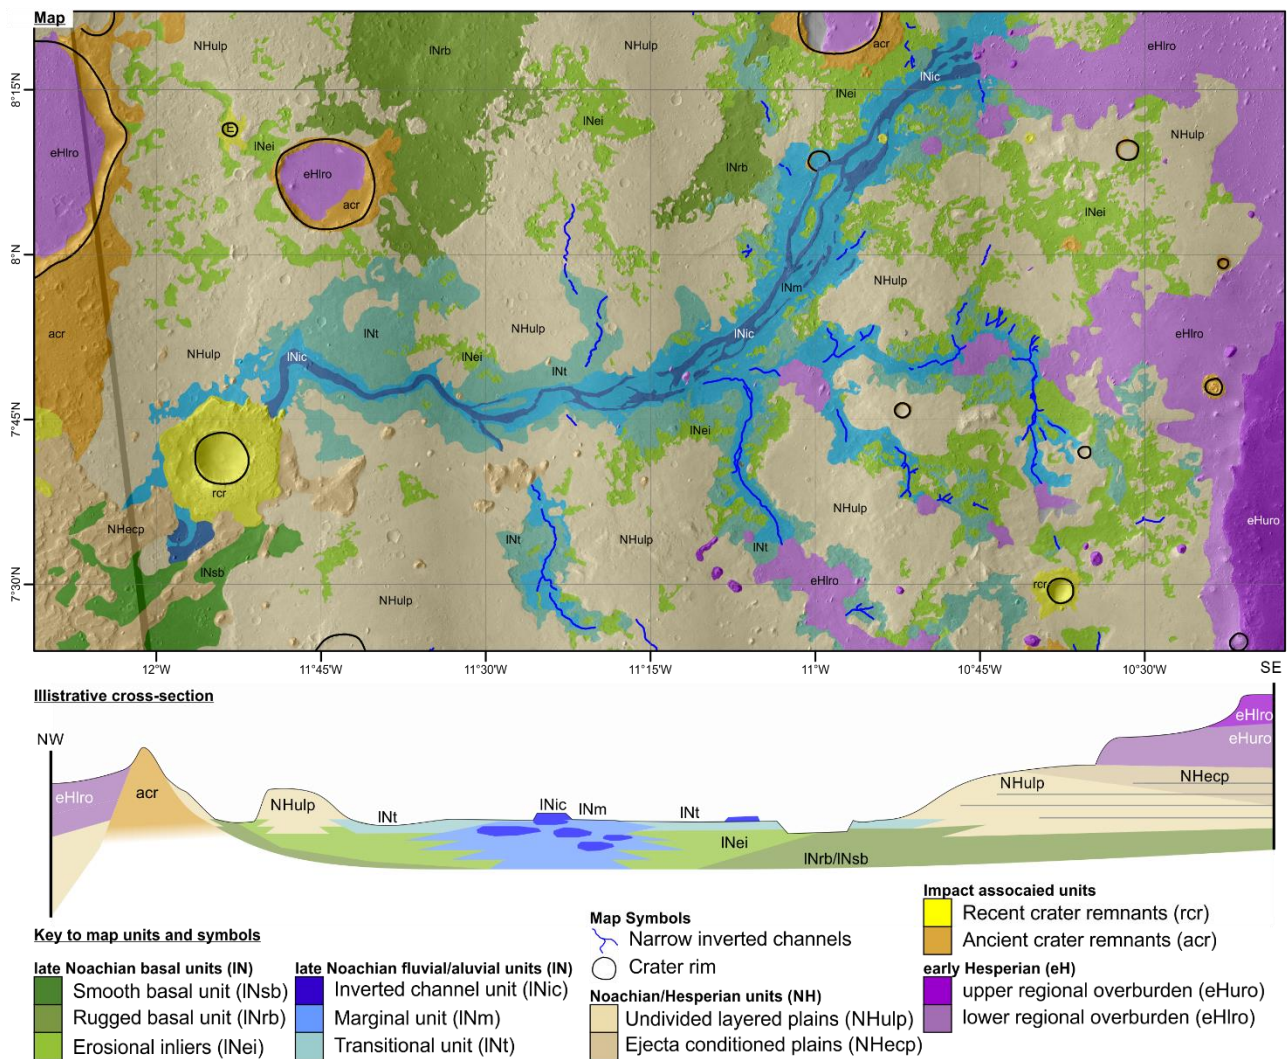 Map
NHulp
lNrb
NHulp
acr
eHlro
lNic
8°15'N
lNei
lNei
NHulp
E
lNei
eHlro
lNrb
eHlro
acr
lNei
8°N
NHulp
lNm
acr
lNt
NHulp
lNic
eHlro
NHulp
lNic
lNei
lNt
7°45'N
lNei
rcr
NHulp
eHuro
NHecp
lNt
NHulp
lNt
lNsb
eHlro
rcr
7°30'N
NHulp
12°W
11°45'W
11°30'W
11°15'W
11°W
10°45'W
10°30'W
SE
Illistrative cross-section
NW
eHlro
eHuro
eHlro
acr
NHulp
lNt
lNic
lNm
lNt
NHulp
NHecp
lNei
lNrb/lNsb
Key to map units and symbols
late Noachian basal units (lN)
Smooth basal unit (lNsb)
Rugged basal unit (lNrb)
Erosional inliers (lNei)
late Noachian fluvial/aluvial units (lN)
Inverted channel unit (lNic)
Marginal unit (lNm)
Transitional unit (lNt)
Map Symbols
Narrow inverted channels
Crater rim
Noachian/Hesperian units (NH)
Undivided layered plains (NHulp)
Ejecta conditioned plains (NHecp)
Impact assocaied units
Recent crater remnants (rcr)
Ancient crater remnants (acr)
early Hesperian (eH)
upper regional overburden (eHuro)
lower regional overburden (eHlro)